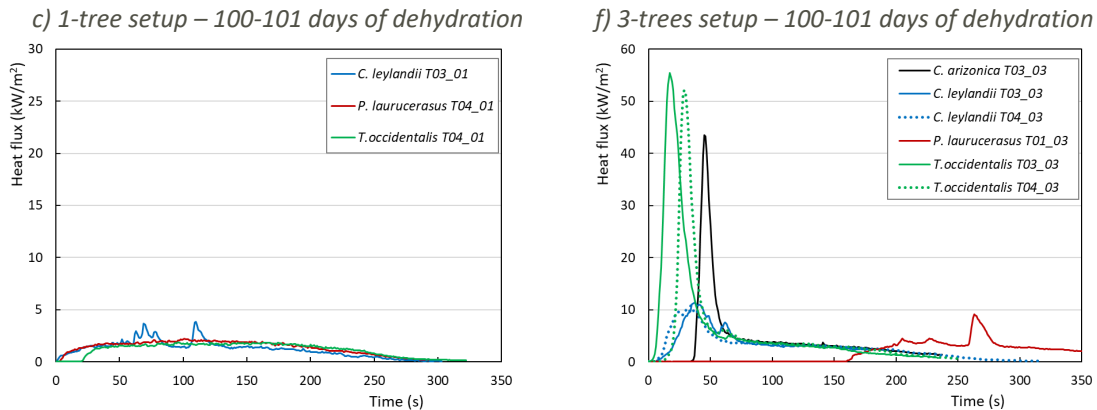 c) 1-tree setup – 100-101 days of dehydration
30
25
20
15
10
5
0
Heat flux (kW/m²)
0 50 100 150 200 250 300 350
Time (s)
C. leylandii T03_01
P. laurucerasus T04_01
T.occidentalis T04_01
f) 3-trees setup – 100-101 days of dehydration
60
50
40
30
20
10
0
Heat flux (kW/m²)
0 50 100 150 200 250 300 350
Time (s)
C. arizonica T03_03
C. leylandii T03_03
C. leylandii T04_03
P. laurucerasus T01_03
T.occidentalis T03_03
T.occidentalis T04_03